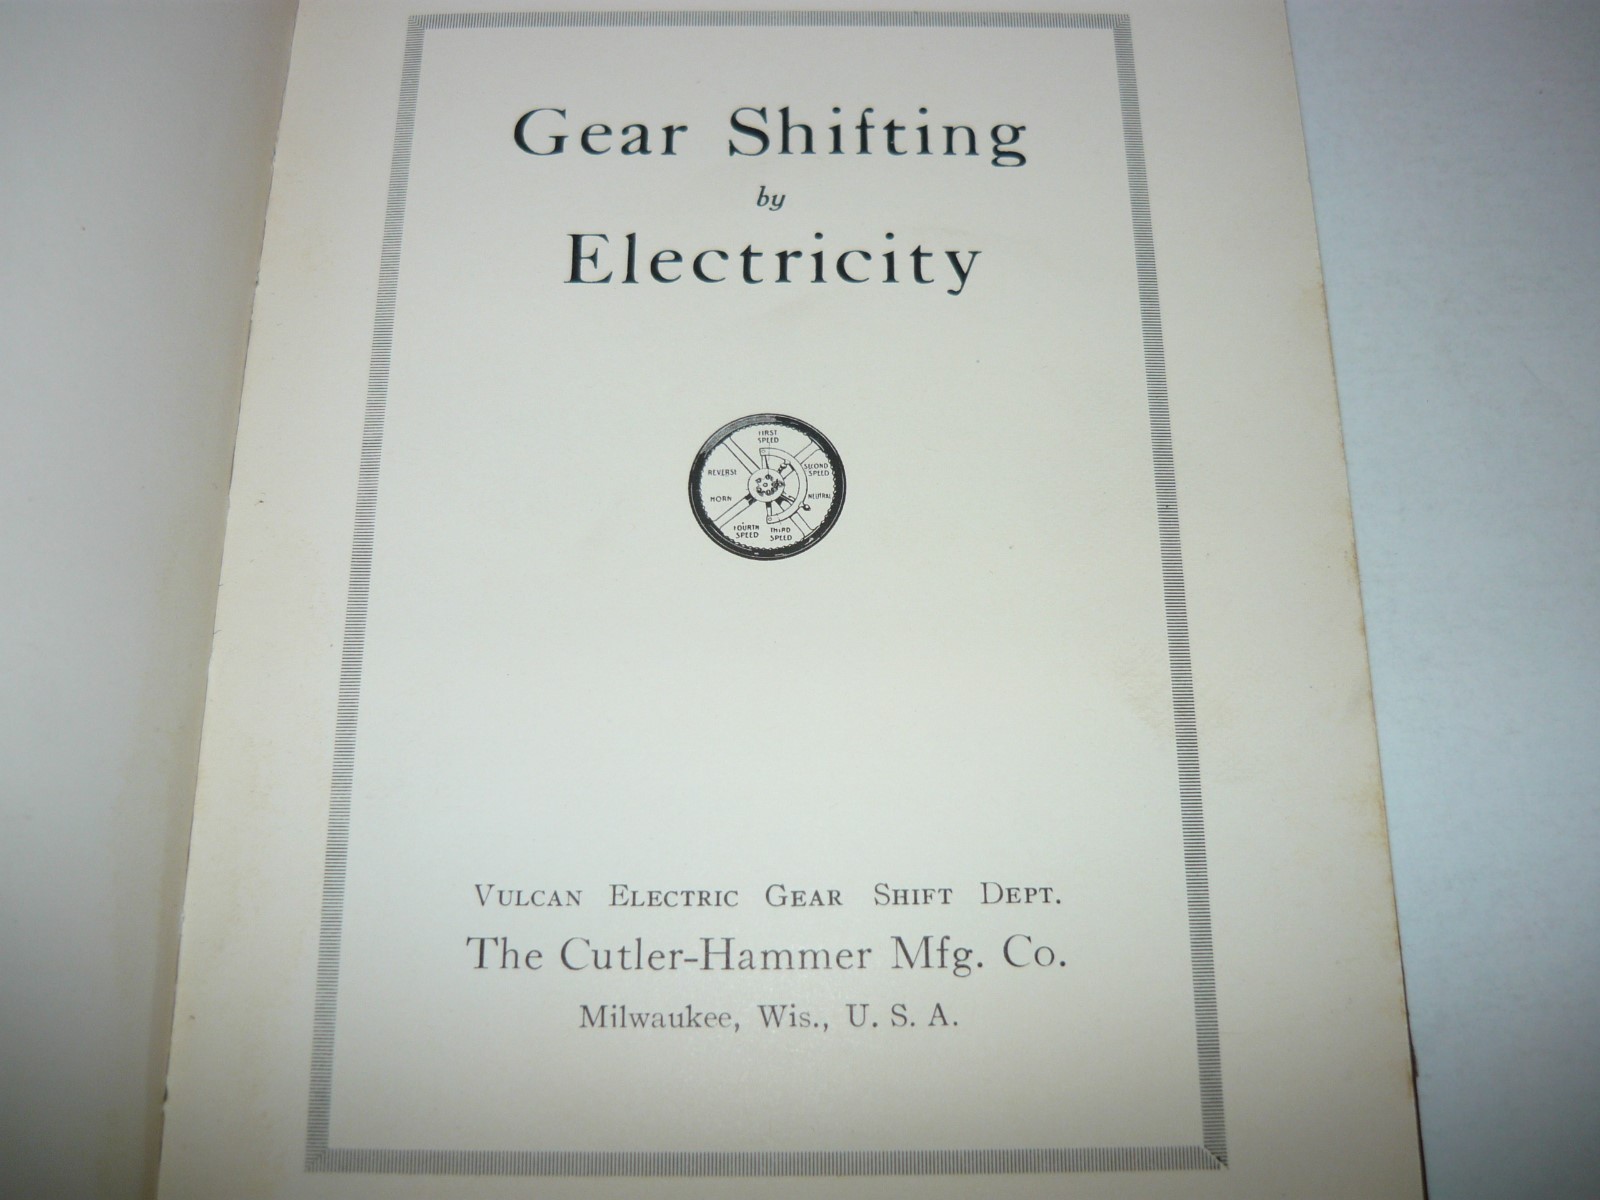 Gear Shifting
by
Electricity
FIRST
SPEED
REVERSE
SECOND
SPEED
HORN
NEUTRAL
FOURTH
SPEED
THIRD
SPEED
VULCAN ELECTRIC GEAR SHIFT DEPT.
The Cutler-Hammer Mfg. Co.
Milwaukee, Wis., U. S. A.